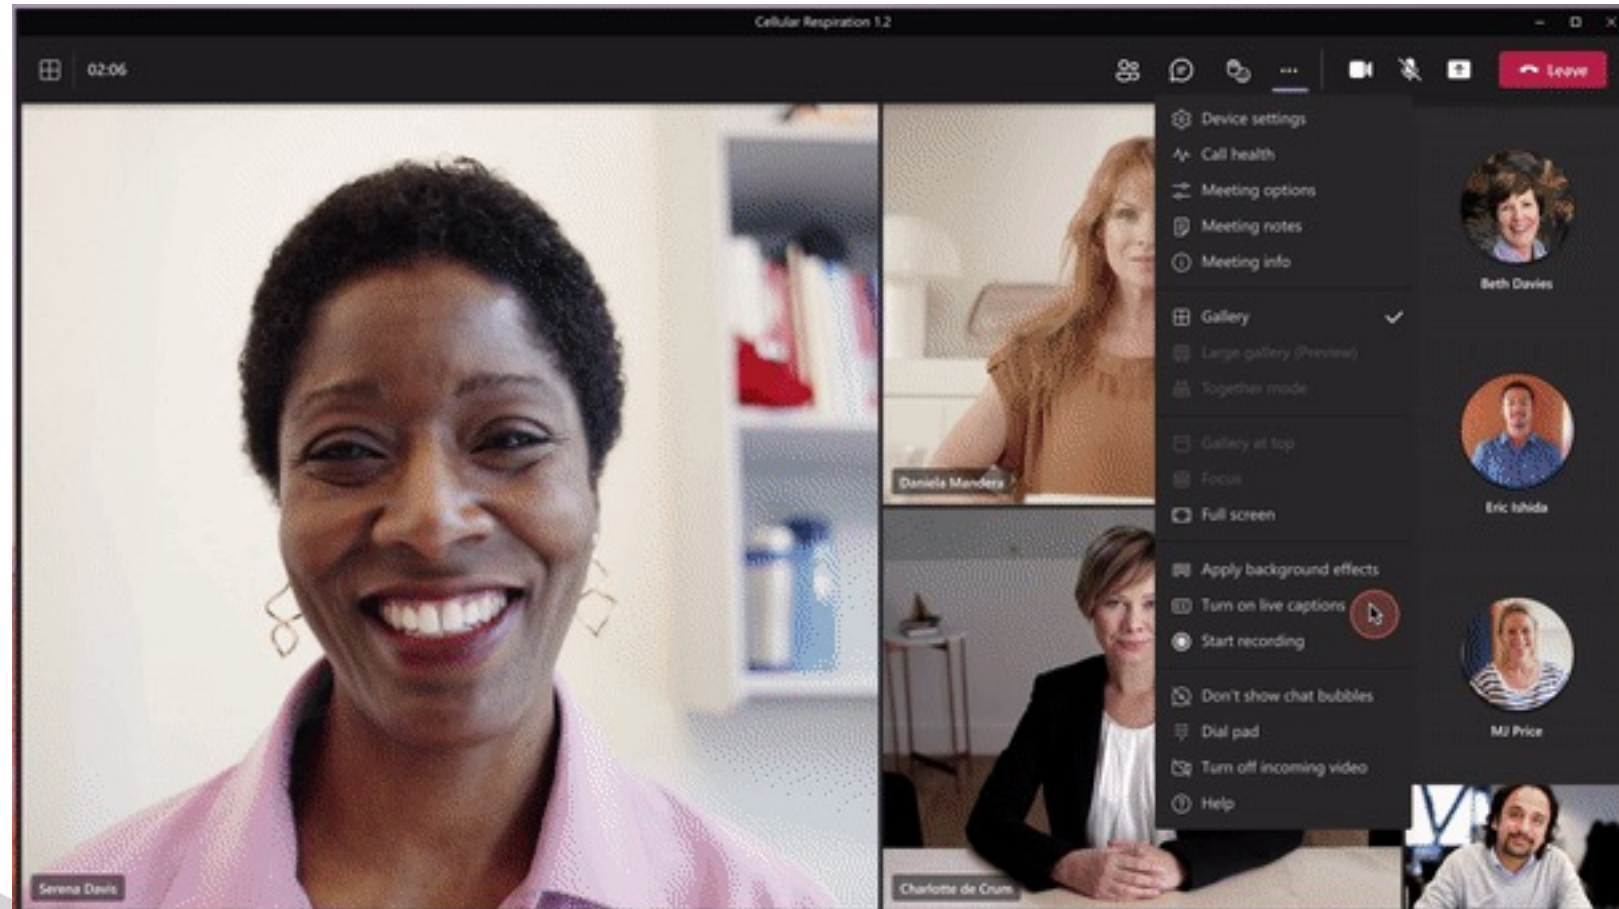 Cellular Respiration 1.2
02:06
Leave
Device settings
Call health
Meeting options
Meeting notes
Meeting info
Gallery
Large gallery (Preview)
Together mode
Gallery at top
Focus
Full screen
Apply background effects
Turn on live captions
Start recording
Don't show chat bubbles
Dial pad
Turn off incoming video
Help
Beth Davies
Eric Ishida
MJ Price
Daniela Mandera
Serena Davis
Charlotte de Crum